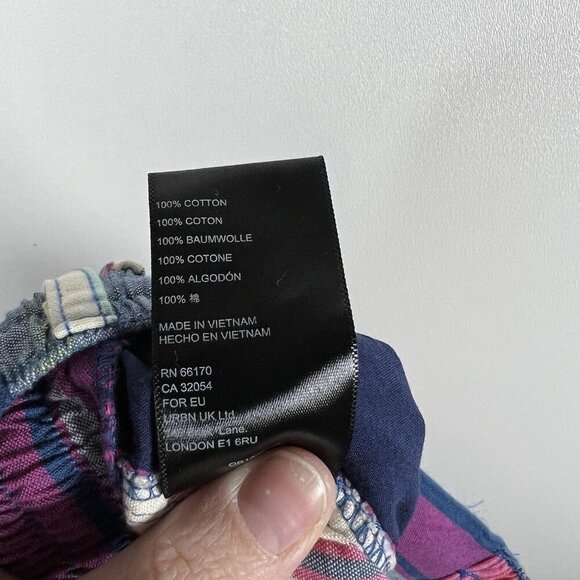 100% COTTON
100% COTON
100% BAUMWOLLE
100% COTONE
100% ALGODÓN
100% 棉
MADE IN VIETNAM
HECHO EN VIETNAM
RN 66170
CA 32054
FOR EU
URBN UK Ltd.
Lane.
LONDON E1 6RU